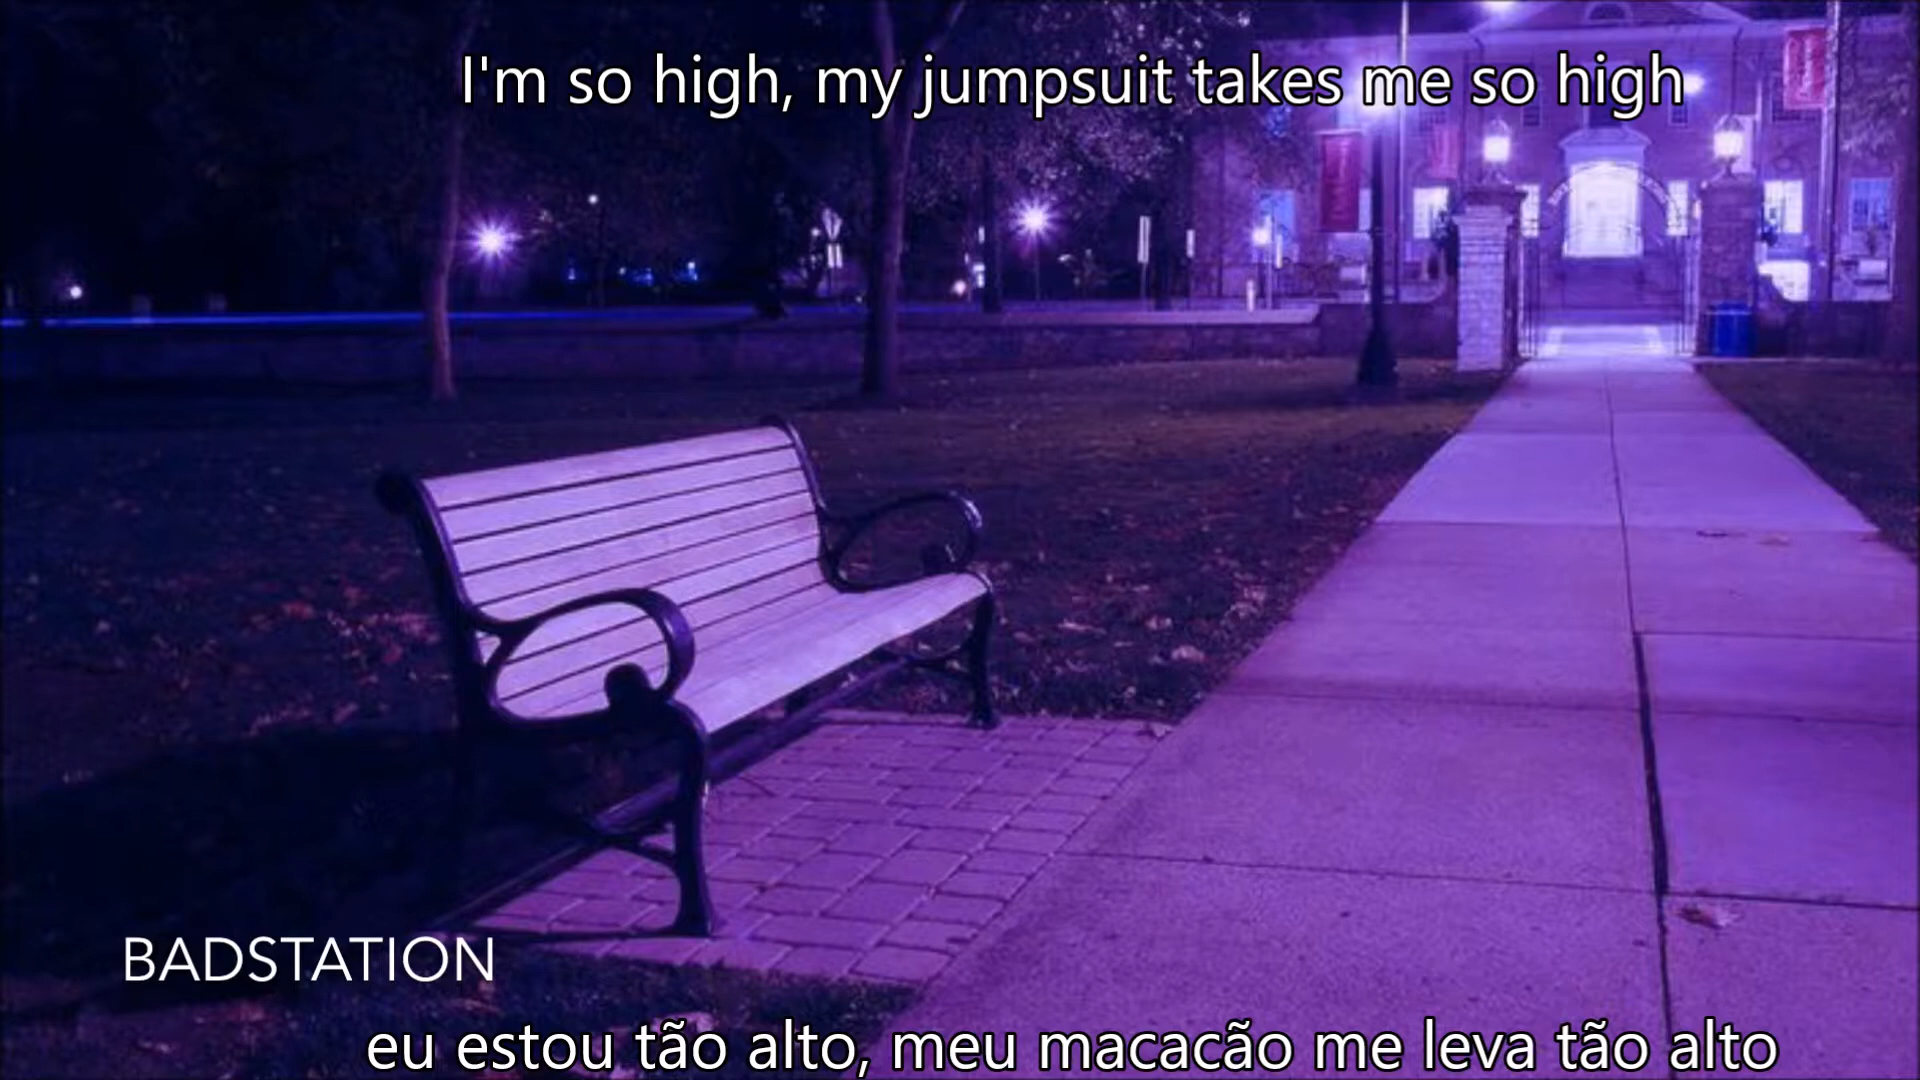 I'm so high, my jumpsuit takes me so high
BADSTATION
eu estou tão alto, meu macacão me leva tão alto